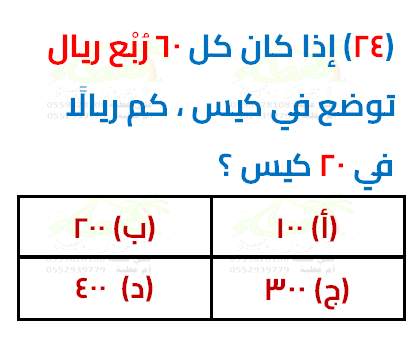 (٢٤) إذا كان كل ٦٠ رُبْع ريال
توضع في كيس ، كم ريالًا
في ٢٠ كيس ؟
(أ) ١٠٠
(ب) ٢٠٠
(ج) ٣٠٠
(د) ٤٠٠
0552939779